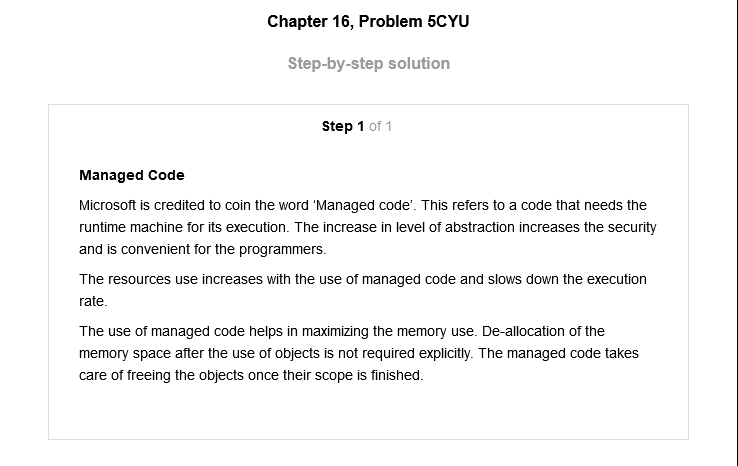 Chapter 16, Problem 5CYU
Step-by-step solution
Step 1 of 1
Managed Code
Microsoft is credited to coin the word ‘Managed code’. This refers to a code that needs the
runtime machine for its execution. The increase in level of abstraction increases the security
and is convenient for the programmers.
The resources use increases with the use of managed code and slows down the execution
rate.
The use of managed code helps in maximizing the memory use. De-allocation of the
memory space after the use of objects is not required explicitly. The managed code takes
care of freeing the objects once their scope is finished.